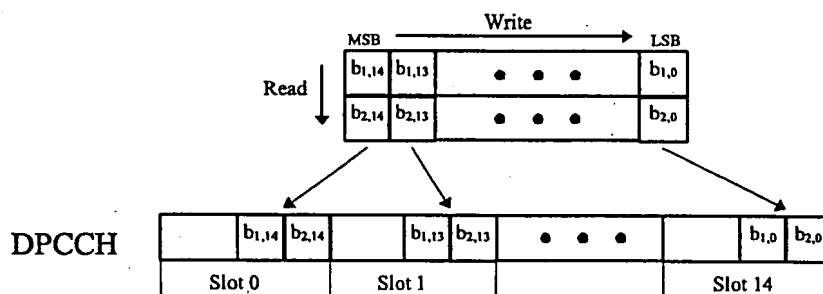 Write
MSB LSB
b1,14 b1,13 • • • b1,0
Read
b2,14 b2,13 • • • b2,0
DPCCH b1,14 b2,14 b1,13 b2,13 • • • b1,0 b2,0
Slot 0 Slot 1 Slot 14